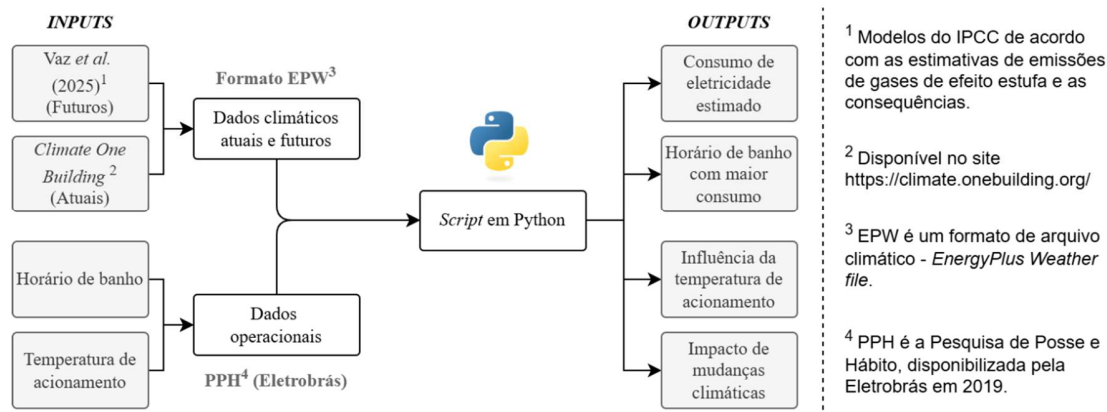 INPUTS
Vaz et al.
(2025)1
(Futuros)
Climate One
Building 2
(Atuais)
Horário de banho
Temperatura de
acionamento
Formato EPW3
Dados climáticos
atuais e futuros
Dados
operacionais
PPH4 (Eletrobrás)
Script em Python
OUTPUTS
Consumo de
eletricidade
estimado
Horário de banho
com maior
consumo
Influência da
temperatura de
acionamento
Impacto de
mudanças
climáticas
1 Modelos do IPCC de acordo
com as estimativas de emissões
de gases de efeito estufa e as
consequências.
2 Disponível no site
https://climate.onebuilding.org/
3 EPW é um formato de arquivo
climático - EnergyPlus Weather
file.
4 PPH é a Pesquisa de Posse e
Hábito, disponibilizada pela
Eletrobrás em 2019.